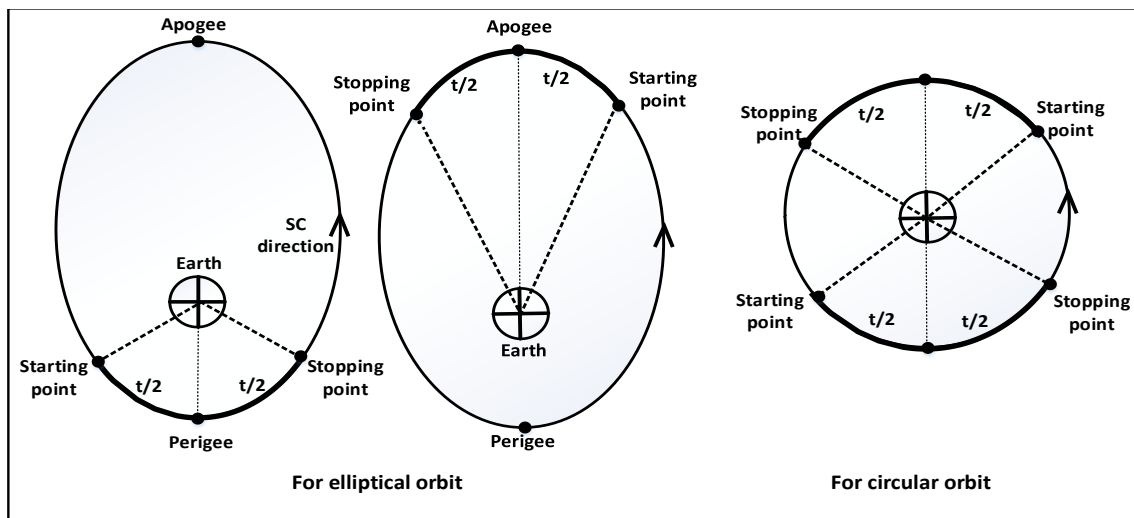 Apogee
SC
direction
Earth
Starting
point
t/2
t/2
Stopping
point
Perigee
Apogee
Stopping
point
t/2
t/2
Starting
point
Earth
Perigee
For elliptical orbit
Stopping
point
t/2
t/2
Starting
point
Starting
point
t/2
t/2
Stopping
point
For circular orbit